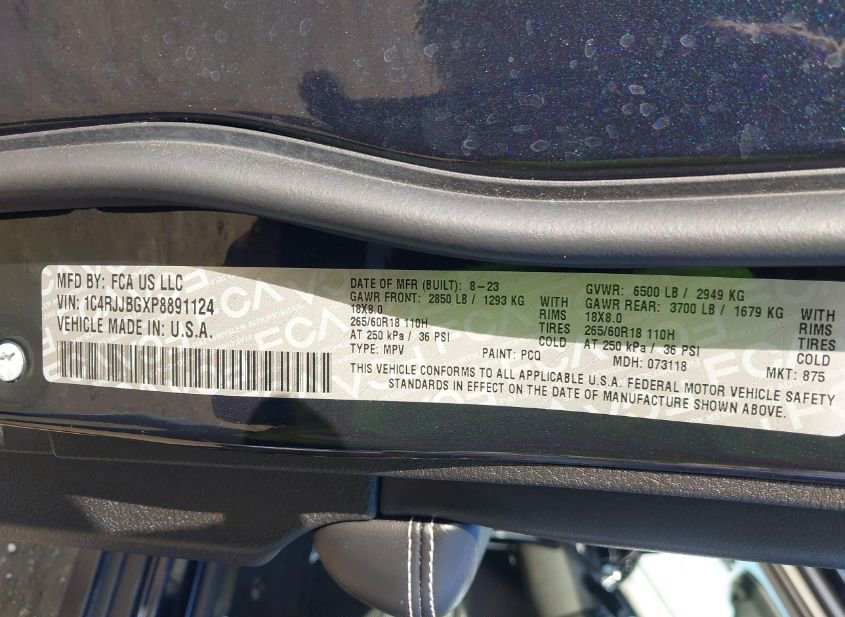 MFD BY: FCA US LLC
VIN: 1C4RJJBGXP8891124
VEHICLE MADE IN: U.S.A.
DATE OF MFR (BUILT): 8-23
GAWR FRONT: 2850 LB / 1293 KG WITH
18X8.0 RIMS
265/60R18 110H TIRES
AT 250 kPa / 36 PSI COLD
TYPE: MPV PAINT: PCQ
GVWR: 6500 LB / 2949 KG
GAWR REAR: 3700 LB / 1679 KG WITH
18X8.0 RIMS
265/60R18 110H TIRES
AT 250 kPa / 36 PSI COLD
MDH: 073118 MKT: 875
THIS VEHICLE CONFORMS TO ALL APPLICABLE U.S.A. FEDERAL MOTOR VEHICLE SAFETY
STANDARDS IN EFFECT ON THE DATE OF MANUFACTURE SHOWN ABOVE.